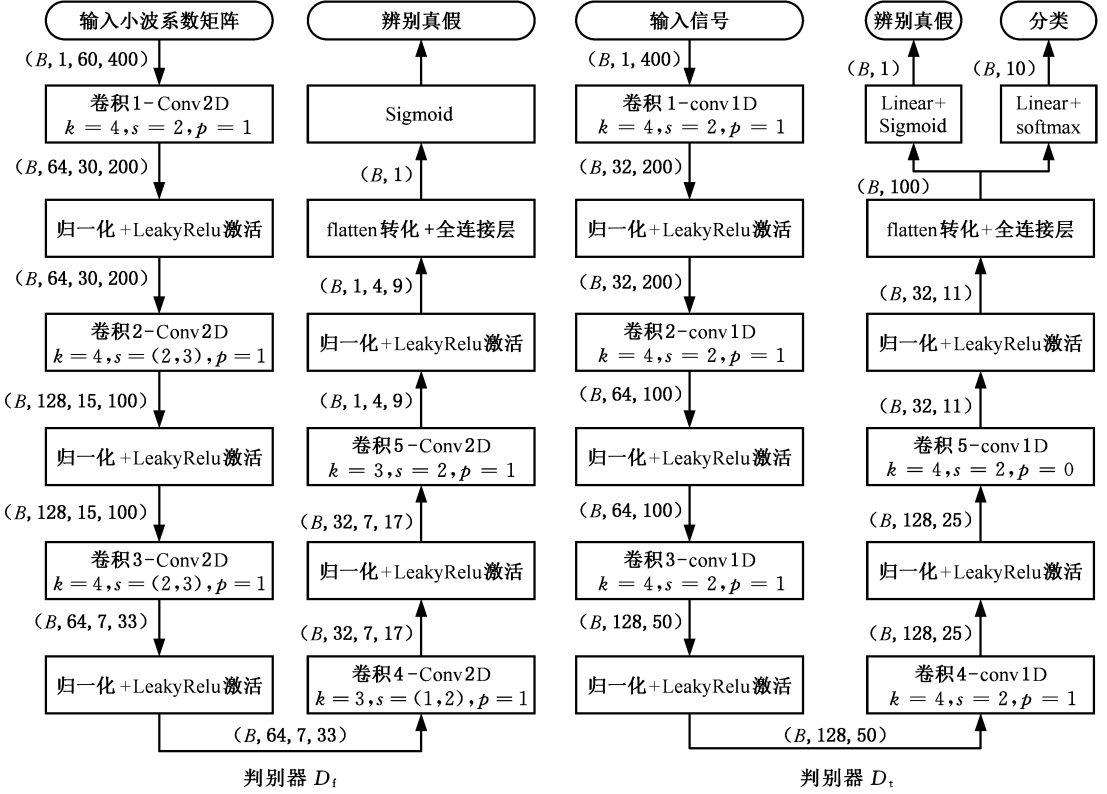 输入小波系数矩阵
(B,1,60,400)
卷积1-Conv2D
k = 4,s = 2,p = 1
(B,64,30,200)
归一化+LeakyRelu激活
(B,64,30,200)
卷积2-Conv2D
k = 4,s = (2,3),p = 1
(B,128,15,100)
归一化+LeakyRelu激活
(B,128,15,100)
卷积3-Conv2D
k = 4,s = (2,3),p = 1
(B,64,7,33)
归一化+LeakyRelu激活
(B,64,7,33)
卷积4-Conv2D
k = 3,s = (1,2),p = 1
(B,32,7,17)
归一化+LeakyRelu激活
(B,32,7,17)
卷积5-Conv2D
k = 3,s = 2,p = 1
(B,1,4,9)
归一化+LeakyRelu激活
(B,1,4,9)
flatten转化+全连接层
(B,1)
Sigmoid
辨别真假
判别器 Df
输入信号
(B,1,400)
卷积1-conv1D
k = 4,s = 2,p = 1
(B,32,200)
归一化+LeakyRelu激活
(B,32,200)
卷积2-conv1D
k = 4,s = 2,p = 1
(B,64,100)
归一化+LeakyRelu激活
(B,64,100)
卷积3-conv1D
k = 4,s = 2,p = 1
(B,128,50)
归一化+LeakyRelu激活
(B,128,50)
卷积4-conv1D
k = 4,s = 2,p = 1
(B,128,25)
归一化+LeakyRelu激活
(B,128,25)
卷积5-conv1D
k = 4,s = 2,p = 0
(B,32,11)
归一化+LeakyRelu激活
(B,32,11)
flatten转化+全连接层
(B,100)
Linear+
Sigmoid
(B,1)
辨别真假
Linear+
softmax
(B,10)
分类
判别器 Dt